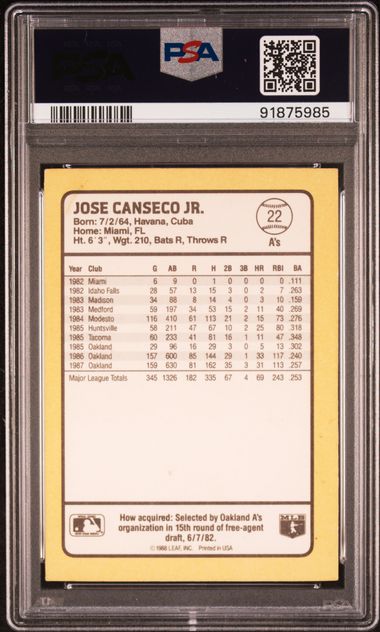 PSA
91875985
JOSE CANSECO JR.
Born: 7/2/64, Havana, Cuba
Home: Miami, FL
Ht. 6'3", Wgt. 210, Bats R, Throws R
22
A's
Year Club G AB R H 2B 3B HR RBI BA
1982 Miami 6 9 0 1 0 0 0 0 .111
1982 Idaho Falls 28 57 13 15 3 0 2 7 .263
1983 Madison 34 88 8 14 4 0 3 10 .159
1983 Medford 59 197 34 53 15 2 11 40 .269
1984 Modesto 116 410 61 113 21 2 15 73 .276
1985 Huntsville 58 211 47 67 10 2 25 80 .318
1985 Tacoma 60 233 41 81 16 1 11 47 .348
1985 Oakland 29 96 16 29 3 0 5 13 .302
1986 Oakland 157 600 85 144 29 1 33 117 .240
1987 Oakland 159 630 81 162 35 3 31 113 .257
Major League Totals 345 1326 182 335 67 4 69 243 .253
How acquired: Selected by Oakland A's
organization in 15th round of free-agent
draft, 6/7/82.
© 1988 LEAF, INC. Printed in USA